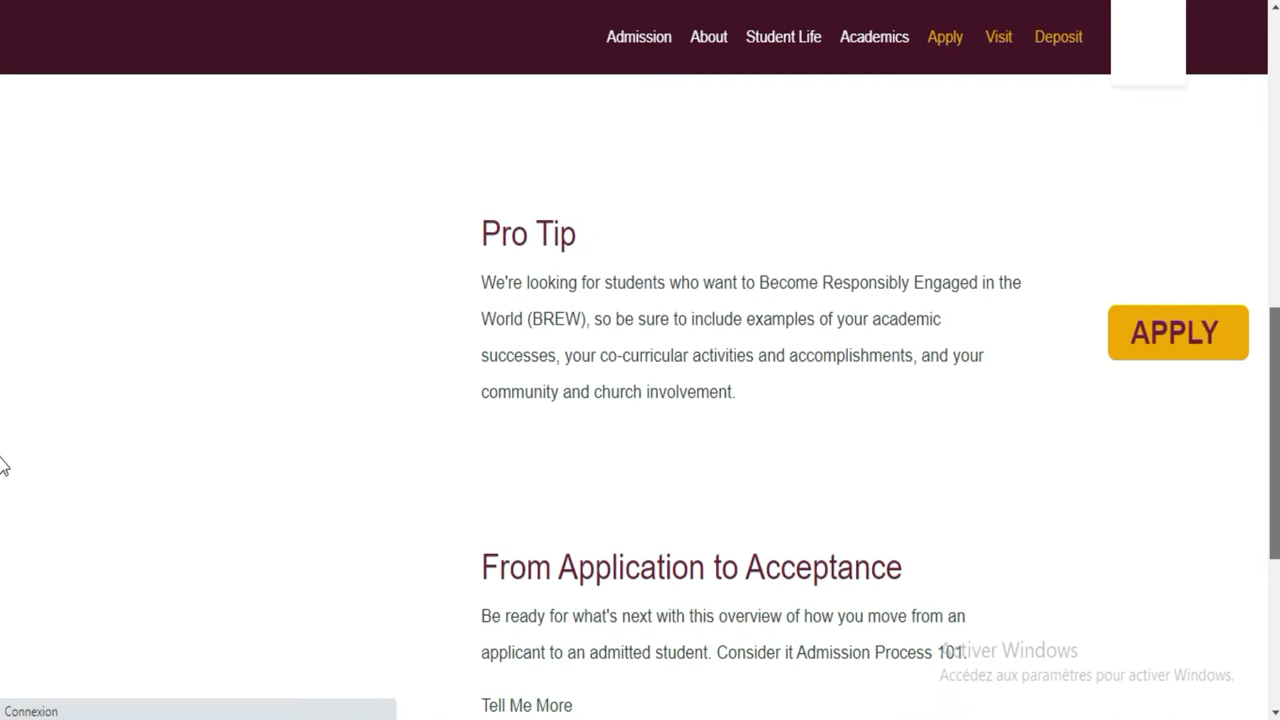 Admission About Student Life Academics Apply Visit Deposit
Pro Tip
We're looking for students who want to Become Responsibly Engaged in the
World (BREW), so be sure to include examples of your academic
successes, your co-curricular activities and accomplishments, and your
community and church involvement.
APPLY
From Application to Acceptance
Be ready for what's next with this overview of how you move from an
applicant to an admitted student. Consider it Admission Process 101.
Activer Windows
Accédez aux paramètres pour activer Windows.
Tell Me More
Connexion